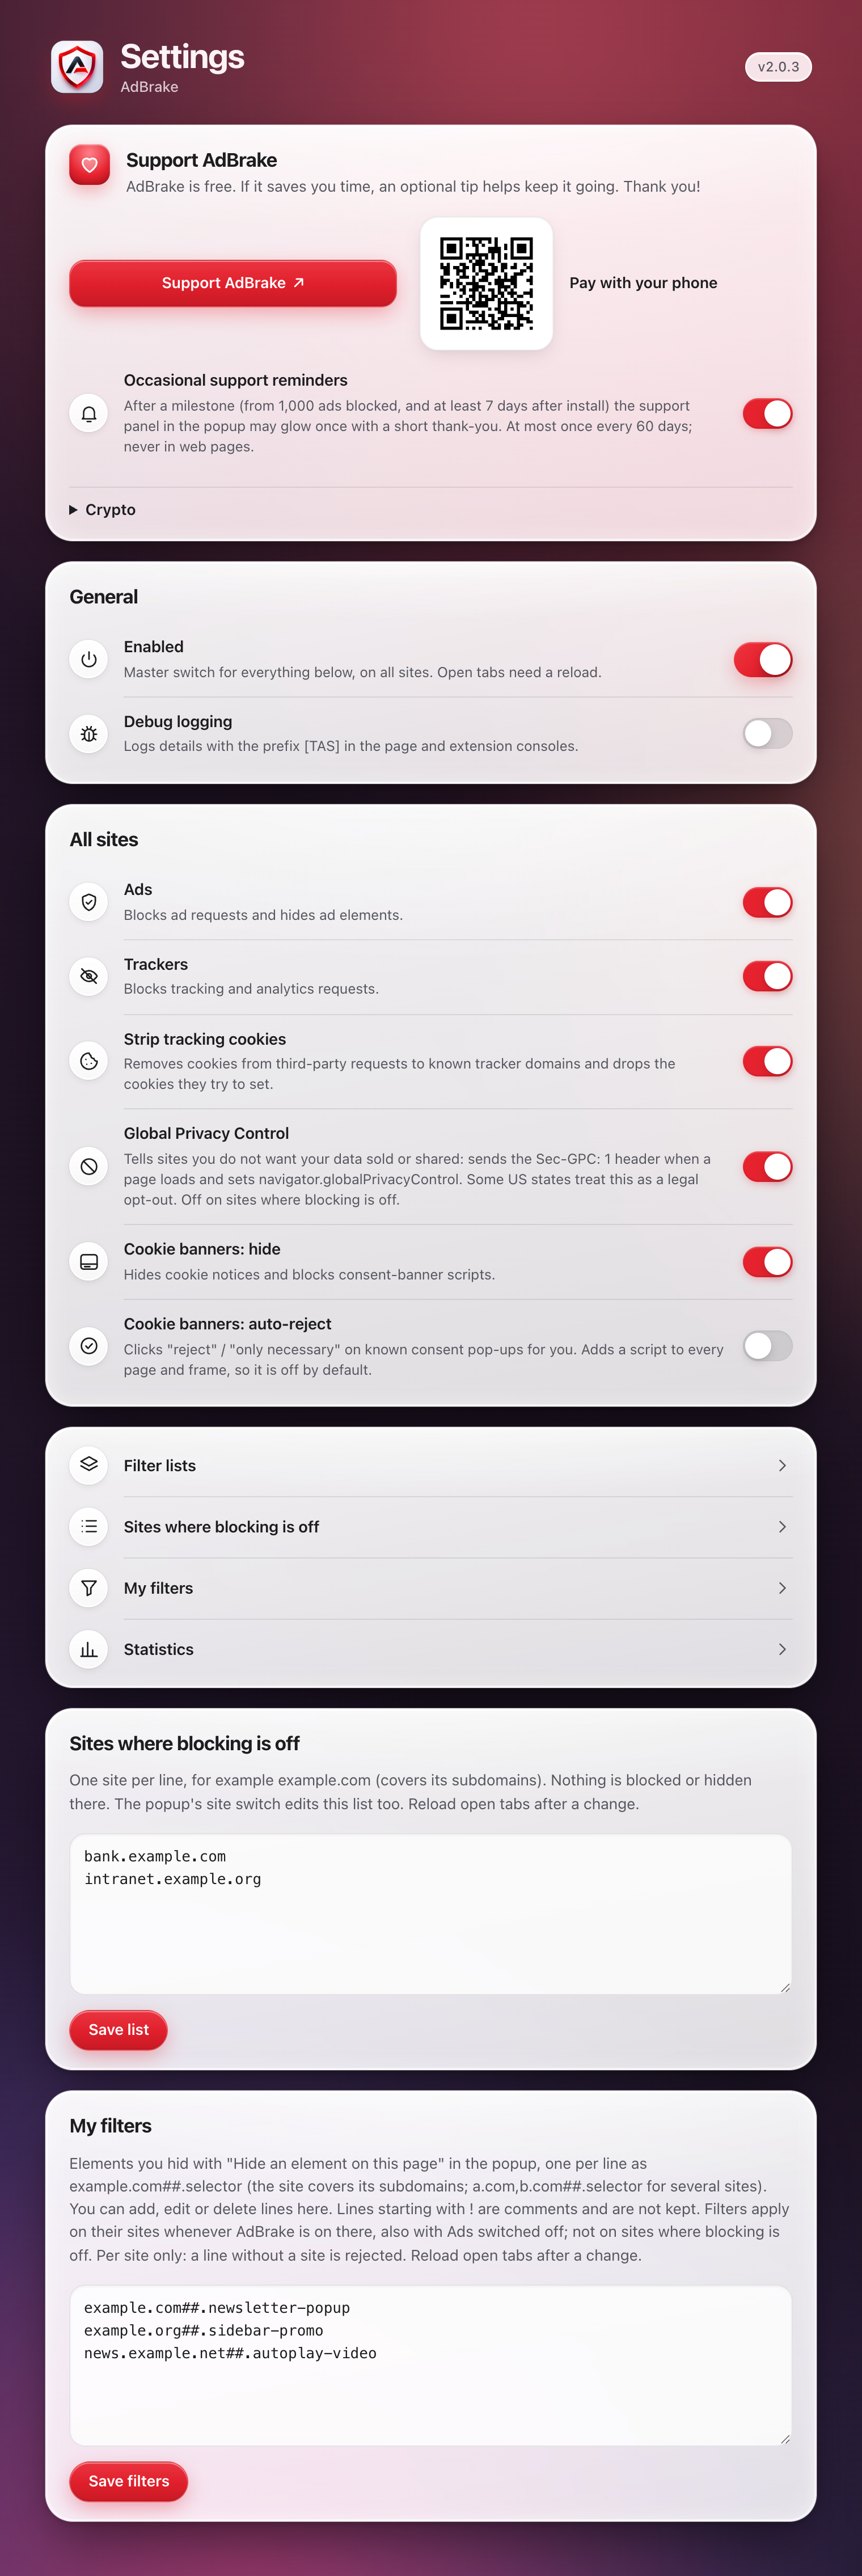 Settings
AdBrake
v2.0.3
Support AdBrake
AdBrake is free. If it saves you time, an optional tip helps keep it going. Thank you!
Support AdBrake ↗
Pay with your phone
Occasional support reminders
After a milestone (from 1,000 ads blocked, and at least 7 days after install) the support
panel in the popup may glow once with a short thank-you. At most once every 60 days;
never in web pages.
Crypto
General
Enabled
Master switch for everything below, on all sites. Open tabs need a reload.
Debug logging
Logs details with the prefix [TAS] in the page and extension consoles.
All sites
Ads
Blocks ad requests and hides ad elements.
Trackers
Blocks tracking and analytics requests.
Strip tracking cookies
Removes cookies from third-party requests to known tracker domains and drops the
cookies they try to set.
Global Privacy Control
Tells sites you do not want your data sold or shared: sends the Sec-GPC: 1 header when a
page loads and sets navigator.globalPrivacyControl. Some US states treat this as a legal
opt-out. Off on sites where blocking is off.
Cookie banners: hide
Hides cookie notices and blocks consent-banner scripts.
Cookie banners: auto-reject
Clicks "reject" / "only necessary" on known consent pop-ups for you. Adds a script to every
page and frame, so it is off by default.
Filter lists
Sites where blocking is off
My filters
Statistics
Sites where blocking is off
One site per line, for example example.com (covers its subdomains). Nothing is blocked or hidden
there. The popup's site switch edits this list too. Reload open tabs after a change.
bank.example.com
intranet.example.org
Save list
My filters
Elements you hid with "Hide an element on this page" in the popup, one per line as
example.com##.selector (the site covers its subdomains; a.com,b.com##.selector for several sites).
You can add, edit or delete lines here. Lines starting with ! are comments and are not kept. Filters apply
on their sites whenever AdBrake is on there, also with Ads switched off; not on sites where blocking is
off. Per site only: a line without a site is rejected. Reload open tabs after a change.
example.com##.newsletter-popup
example.org##.sidebar-promo
news.example.net##.autoplay-video
Save filters